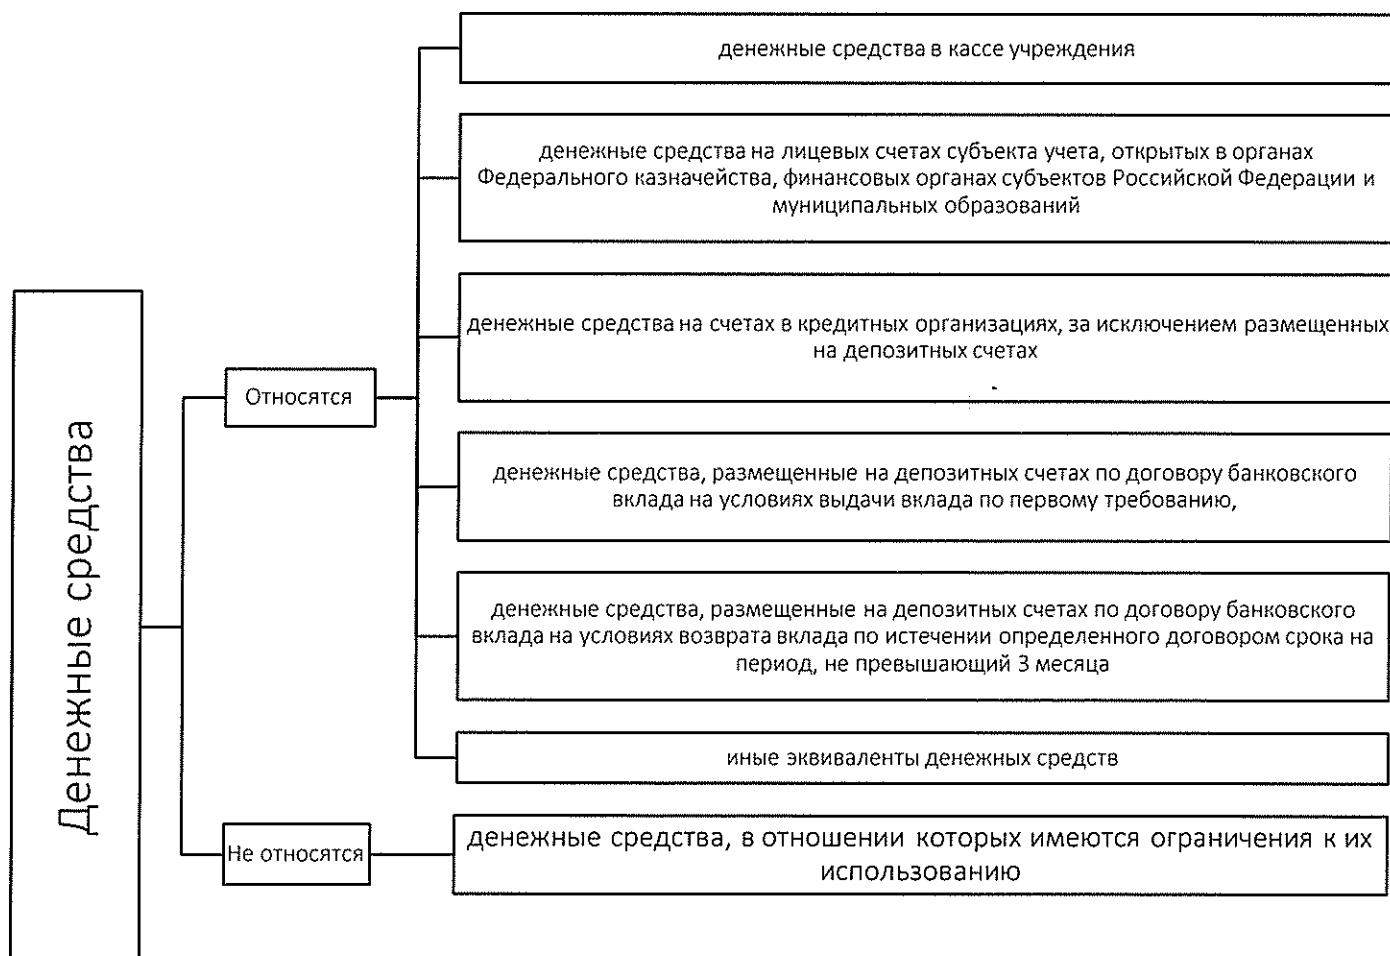 Денежные средства
Относятся
денежные средства в кассе учреждения
денежные средства на лицевых счетах субъекта учета, открытых в органах
Федерального казначейства, финансовых органах субъектов Российской Федерации и
муниципальных образований
денежные средства на счетах в кредитных организациях, за исключением размещенных
на депозитных счетах
денежные средства, размещенные на депозитных счетах по договору банковского
вклада на условиях выдачи вклада по первому требованию,
денежные средства, размещенные на депозитных счетах по договору банковского
вклада на условиях возврата вклада по истечении определенного договором срока на
период, не превышающий 3 месяца
иные эквиваленты денежных средств
Не относятся
денежные средства, в отношении которых имеются ограничения к их
использованию